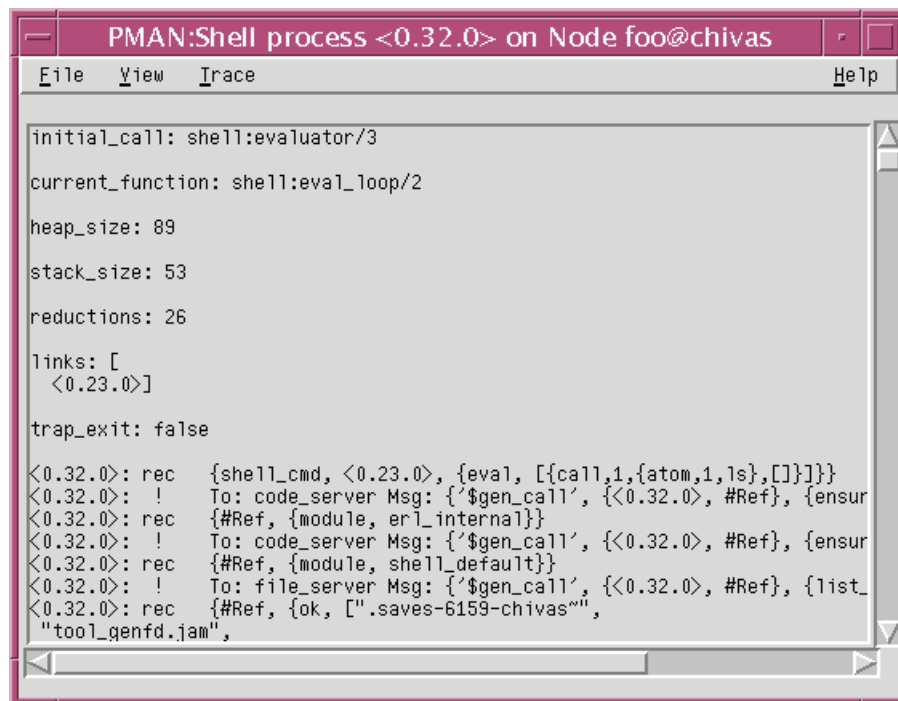 PMAN:Shell process <0.32.0> on Node foo@chivas
File View Trace Help
initial_call: shell:evaluator/3
current_function: shell:eval_loop/2
heap_size: 89
stack_size: 53
reductions: 26
links: [
<0.23.0>]
trap_exit: false
<0.32.0>: rec {shell_cmd, <0.23.0>, {eval, [{call,1,{atom,1,ls},[]}]}}
<0.32.0>: ! To: code_server Msg: {'$gen_call', {<0.32.0>, #Ref}, {ensur
<0.32.0>: rec {#Ref, {module, erl_internal}}
<0.32.0>: ! To: code_server Msg: {'$gen_call', {<0.32.0>, #Ref}, {ensur
<0.32.0>: rec {#Ref, {module, shell_default}}
<0.32.0>: ! To: file_server Msg: {'$gen_call', {<0.32.0>, #Ref}, {list_
<0.32.0>: rec {#Ref, {ok, [".saves-6159-chivas~",
"tool_genfd.jam",